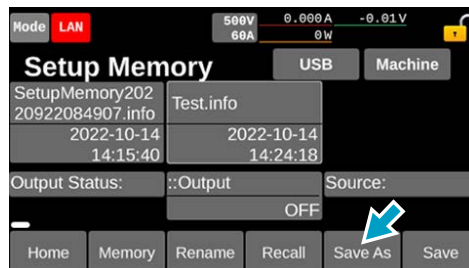 Mode LAN 500V 0.000A -0.01V
60A 0W
Setup Memory USB Machine
SetupMemory202
20922084907.info
2022-10-14
14:15:40
Test.info
2022-10-14
14:24:18
Output Status: ::Output Source:
OFF
Home Memory Rename Recall Save As Save